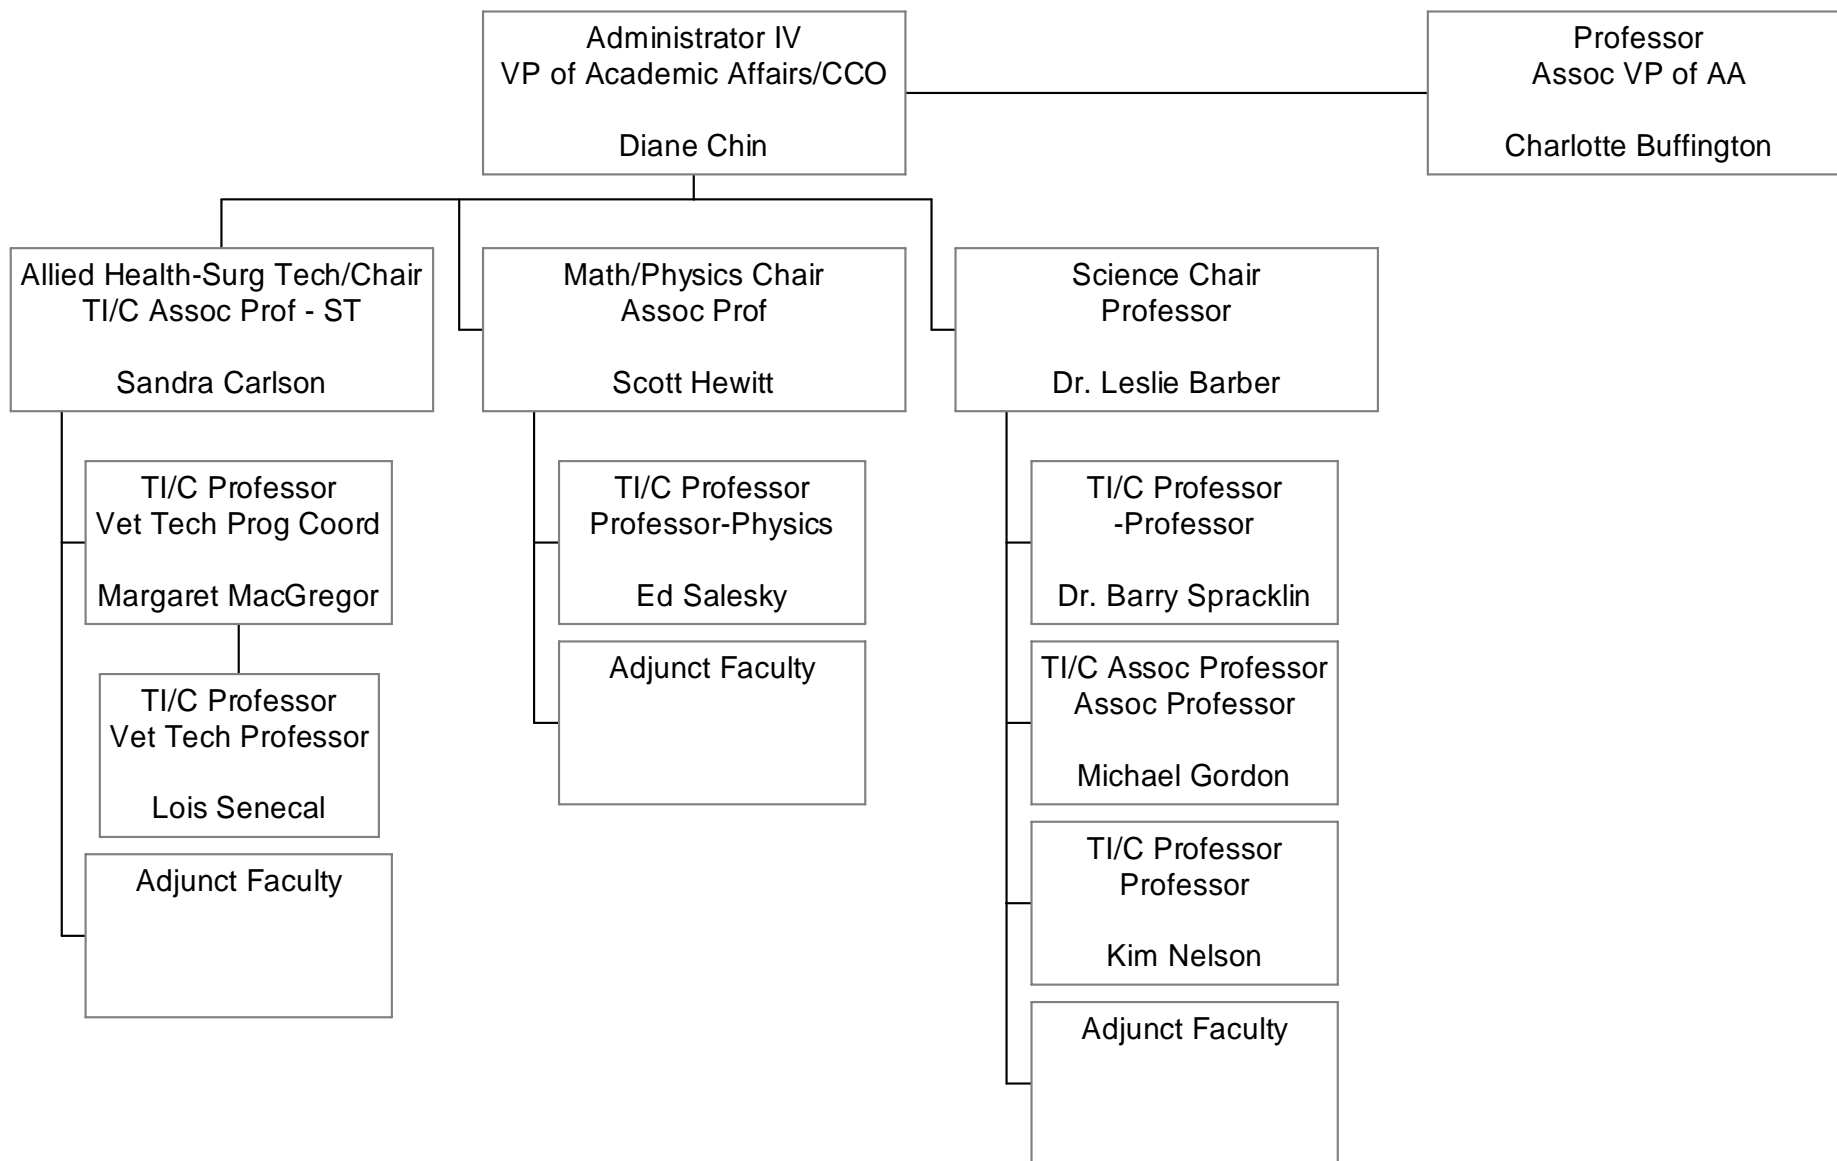 Administrator IV
VP of Academic Affairs/CCO
Diane Chin
Professor
Assoc VP of AA
Charlotte Buffington
Allied Health-Surg Tech/Chair
TI/C Assoc Prof - ST
Sandra Carlson
Math/Physics Chair
Assoc Prof
Scott Hewitt
Science Chair
Professor
Dr. Leslie Barber
TI/C Professor
Vet Tech Prog Coord
Margaret MacGregor
TI/C Professor
Vet Tech Professor
Lois Senecal
Adjunct Faculty
TI/C Professor
Professor-Physics
Ed Salesky
Adjunct Faculty
TI/C Professor
-Professor
Dr. Barry Spracklin
TI/C Assoc Professor
Assoc Professor
Michael Gordon
TI/C Professor
Professor
Kim Nelson
Adjunct Faculty